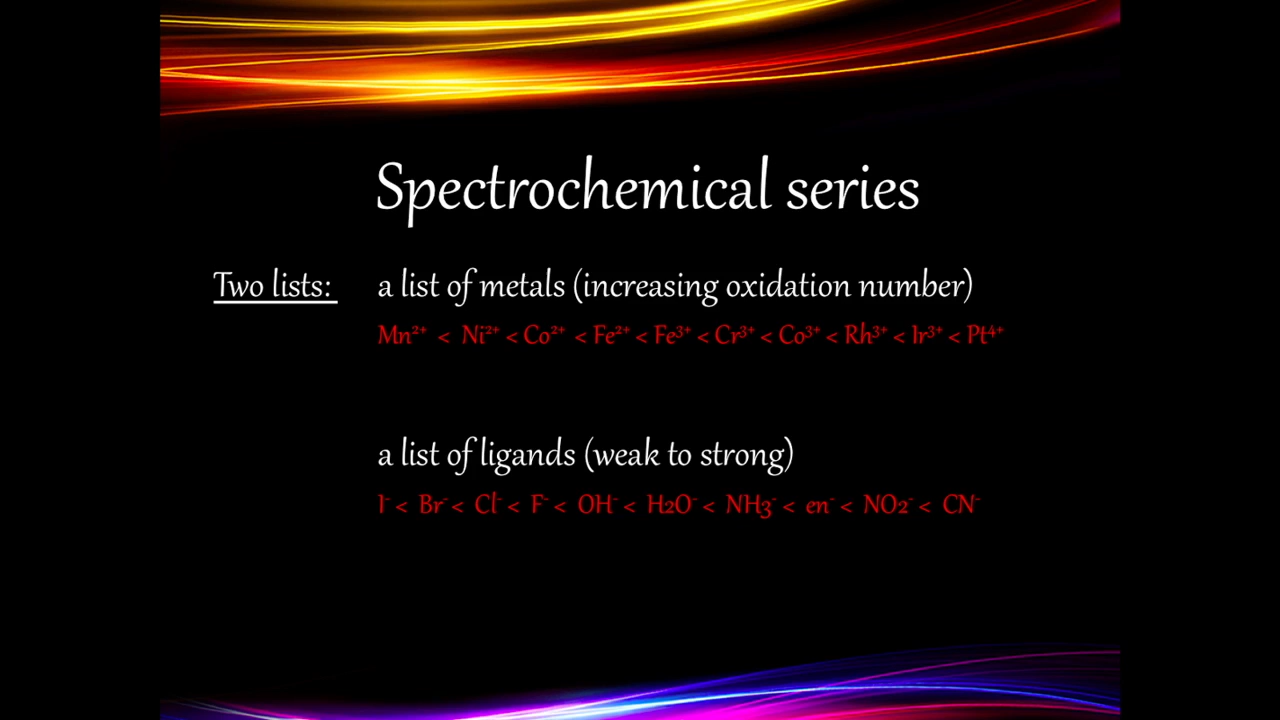 Spectrochemical series
Two lists: a list of metals (increasing oxidation number)
Mn²⁺ < Ni²⁺ < Co²⁺ < Fe²⁺ < Fe³⁺ < Cr³⁺ < Co³⁺ < Rh³⁺ < Ir³⁺ < Pt⁴⁺
a list of ligands (weak to strong)
I⁻ < Br⁻ < Cl⁻ < F⁻ < OH⁻ < H2O⁻ < NH3⁻ < en⁻ < NO2⁻ < CN⁻